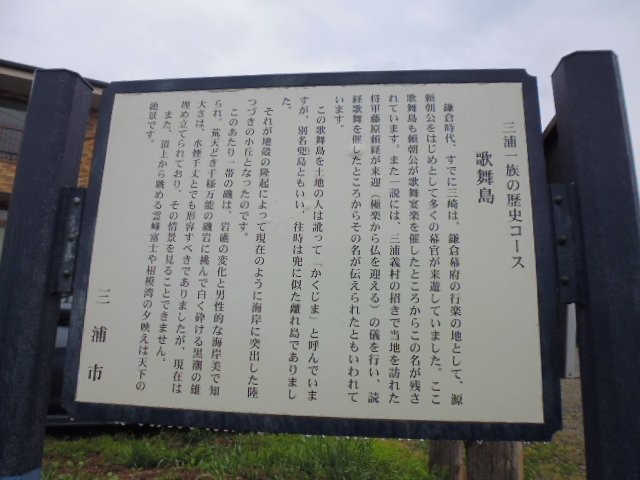 三浦一族の歴史コース
歌舞島
鎌倉時代、すでに三崎は、鎌倉幕府の行楽の地として、源
頼朝公をはじめとして多くの幕官が来遊していました。ここ
歌舞島も頼朝公が歌舞宴楽を催したところからこの名が残さ
れています。また一説には、三浦義村の招きで当地を訪れた
将軍藤原頼経が来迎(極楽から仏を迎える)の儀を行い、読
経歌舞を催したところからその名が伝えられたともいわれて
います。
この歌舞島を土地の人は訛って「かくじま」と呼んでいま
すが、別名兜島ともいい、往時は兜に似た離れ島でありまし
た。
それが地殻の隆起によって現在のように海岸に突出した陸
つづきの小丘となったのです。
このあたり一帯の磯は、岩礁の変化と男性的な海岸美で知
られ、荒天どき千様万態の磯岩に挑んで白く砕ける黒潮の雄
大さは、水煙千丈とでも形容すべきでありましたが、現在は
埋め立てられており、その情景を見ることできません。
また、頂上から眺める霊峰富士や相模湾の夕映えは天下の
絶景です。
三浦市